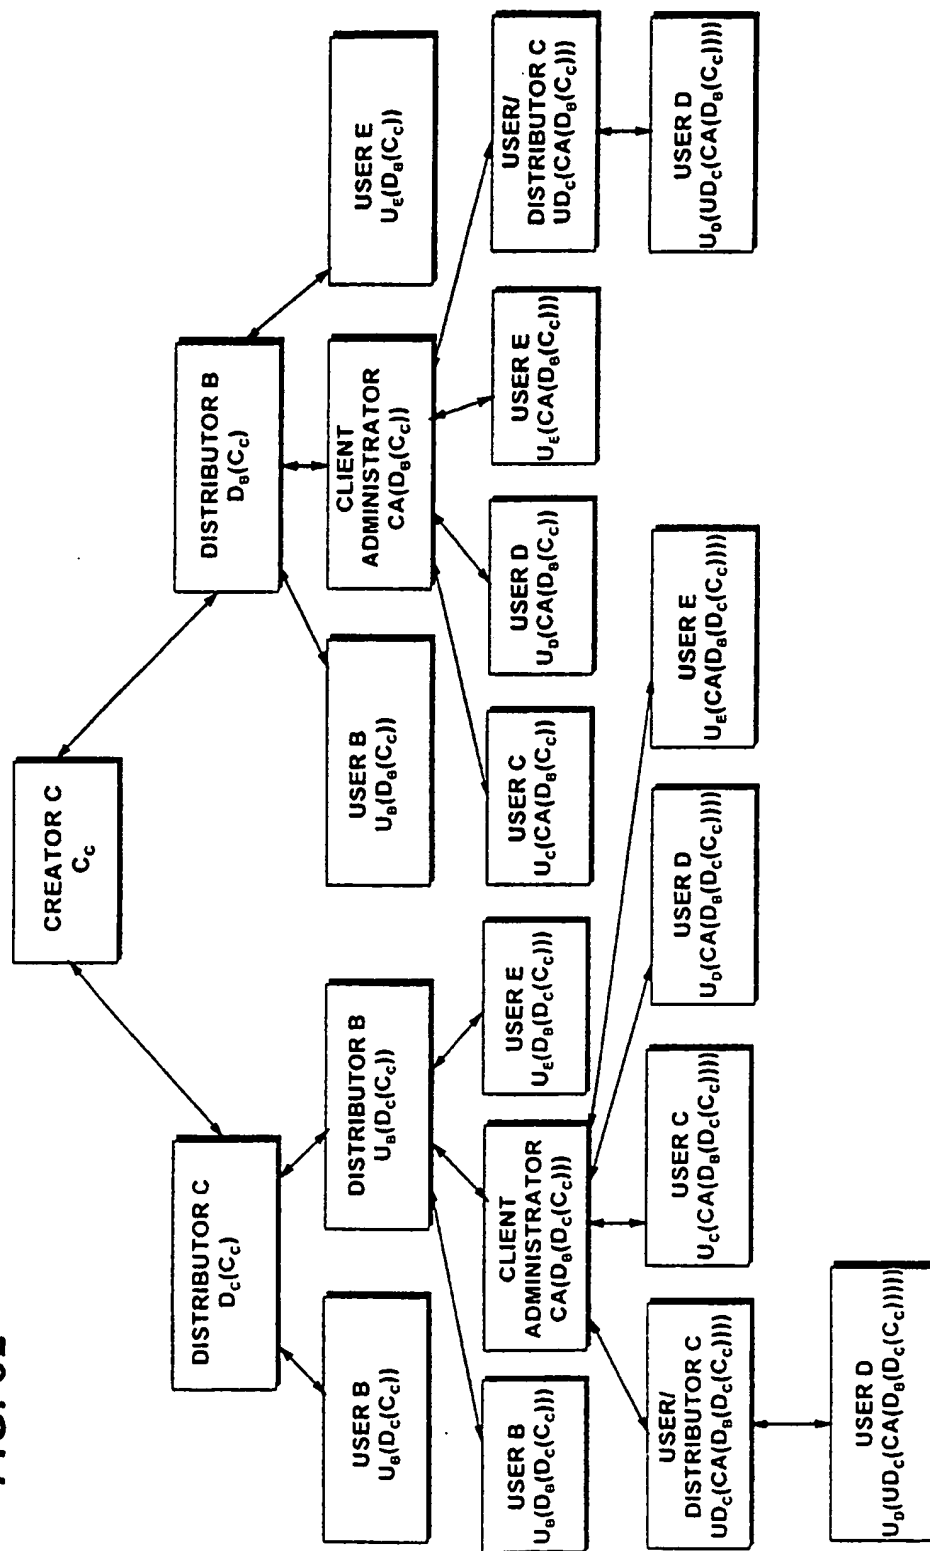 CREATOR C
C_C
DISTRIBUTOR C
D_C(C_C)
DISTRIBUTOR B
D_B(C_C)
USER B
U_B(D_C(C_C))
DISTRIBUTOR B
U_B(D_C(C_C))
USER B
U_B(D_B(C_C))
CLIENT
ADMINISTRATOR
CA(D_B(C_C))
USER E
U_E(D_B(C_C))
USER B
U_B(D_B(D_C(C_C)))
CLIENT
ADMINISTRATOR
CA(D_B(D_C(C_C)))
USER E
U_E(D_B(D_C(C_C)))
USER C
U_C(CA(D_B(C_C))
USER D
U_D(CA(D_B(C_C))
USER E
U_E(CA(D_B(C_C)))
USER/
DISTRIBUTOR C
UD_C(CA(D_B(C_C)))
USER/
DISTRIBUTOR C
UD_C(CA(D_B(D_C(C_C))))
USER C
U_C(CA(D_B(D_C(C_C))))
USER D
U_D(CA(D_B(D_C(C_C))))
USER E
U_E(CA(D_B(D_C(C_C))))
USER D
U_D(UD_C(CA(D_B(C_C))))
USER D
U_D(UD_C(CA(D_B(D_C(C_C)))))